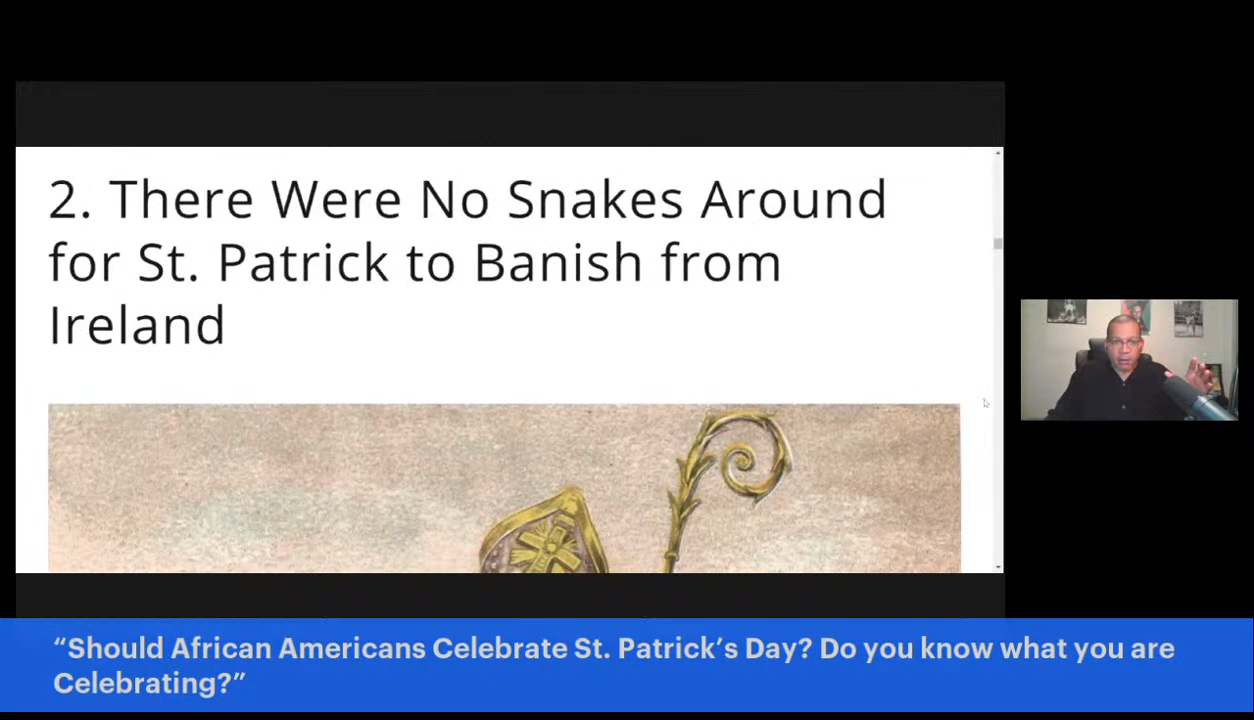 2. There Were No Snakes Around
for St. Patrick to Banish from
Ireland
“Should African Americans Celebrate St. Patrick’s Day? Do you know what you are
Celebrating?”